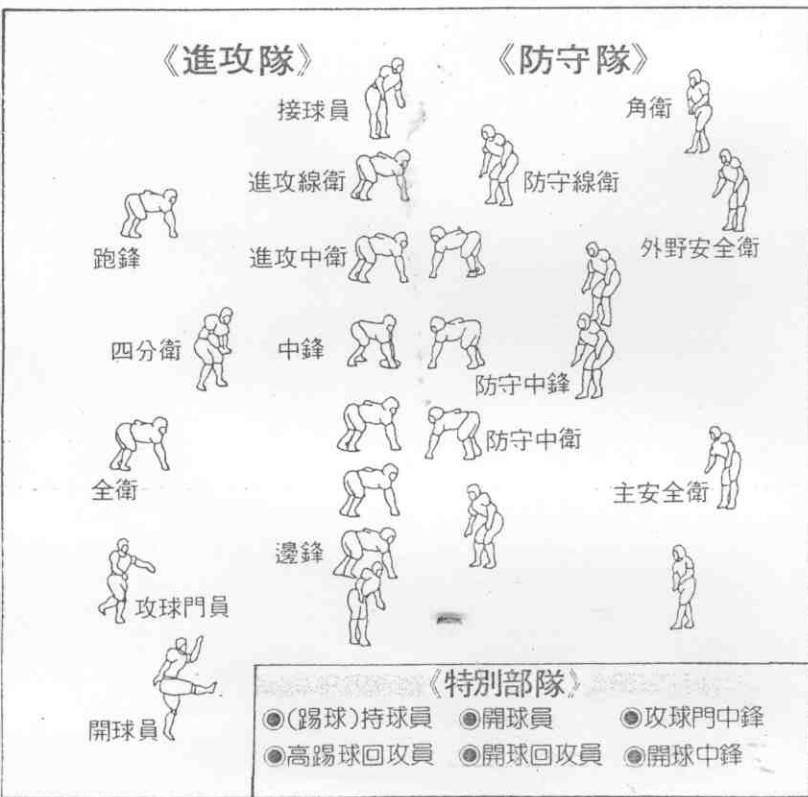 《進攻隊》 《防守隊》
接球員 角衛
進攻線衛 防守線衛
跑鋒 進攻中衛 外野安全衛
四分衛 中鋒
防守中鋒
防守中衛
全衛 主安全衛
邊鋒
攻球門員
開球員
《特別部隊》
◉(踢球)持球員 ◉開球員 ◉攻球門中鋒
◉高踢球回攻員 ◉開球回攻員 ◉開球中鋒